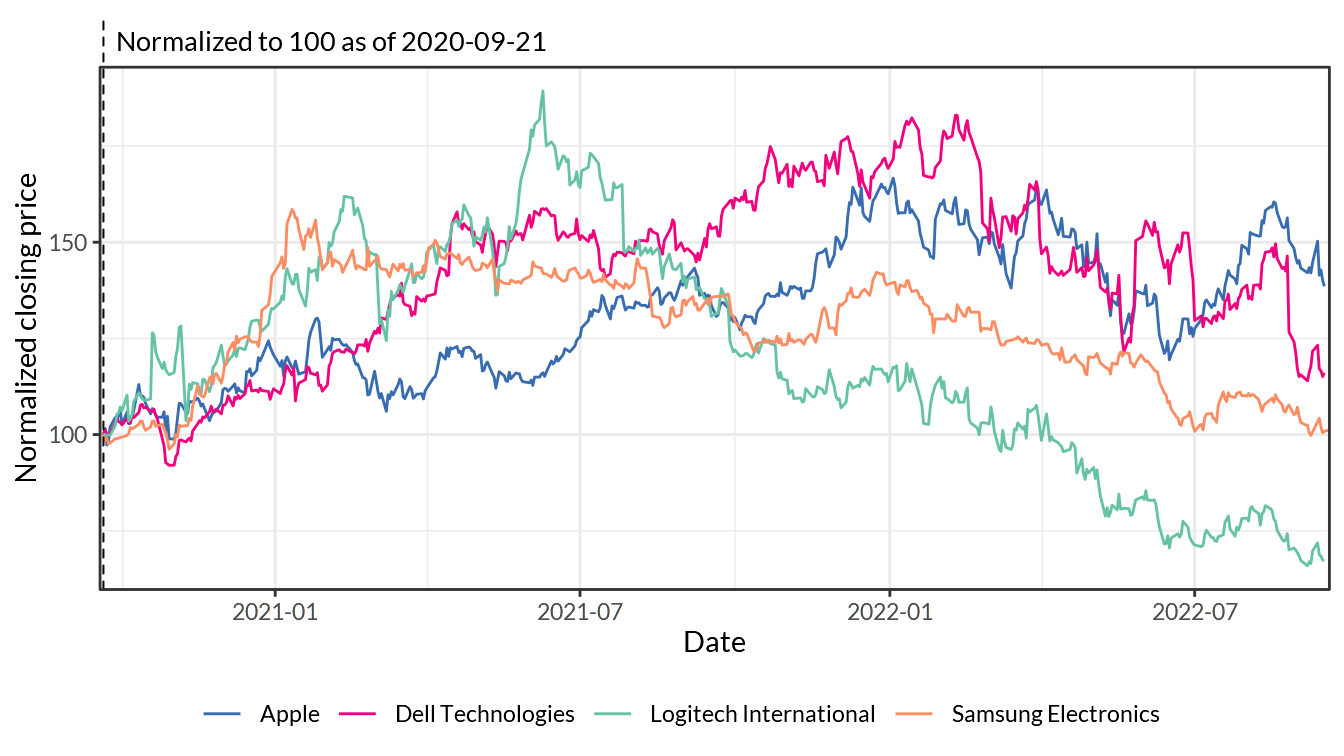 Normalized to 100 as of 2020-09-21
Normalized closing price
150
100
2021-01
2021-07
2022-01
2022-07
Date
Apple
Dell Technologies
Logitech International
Samsung Electronics